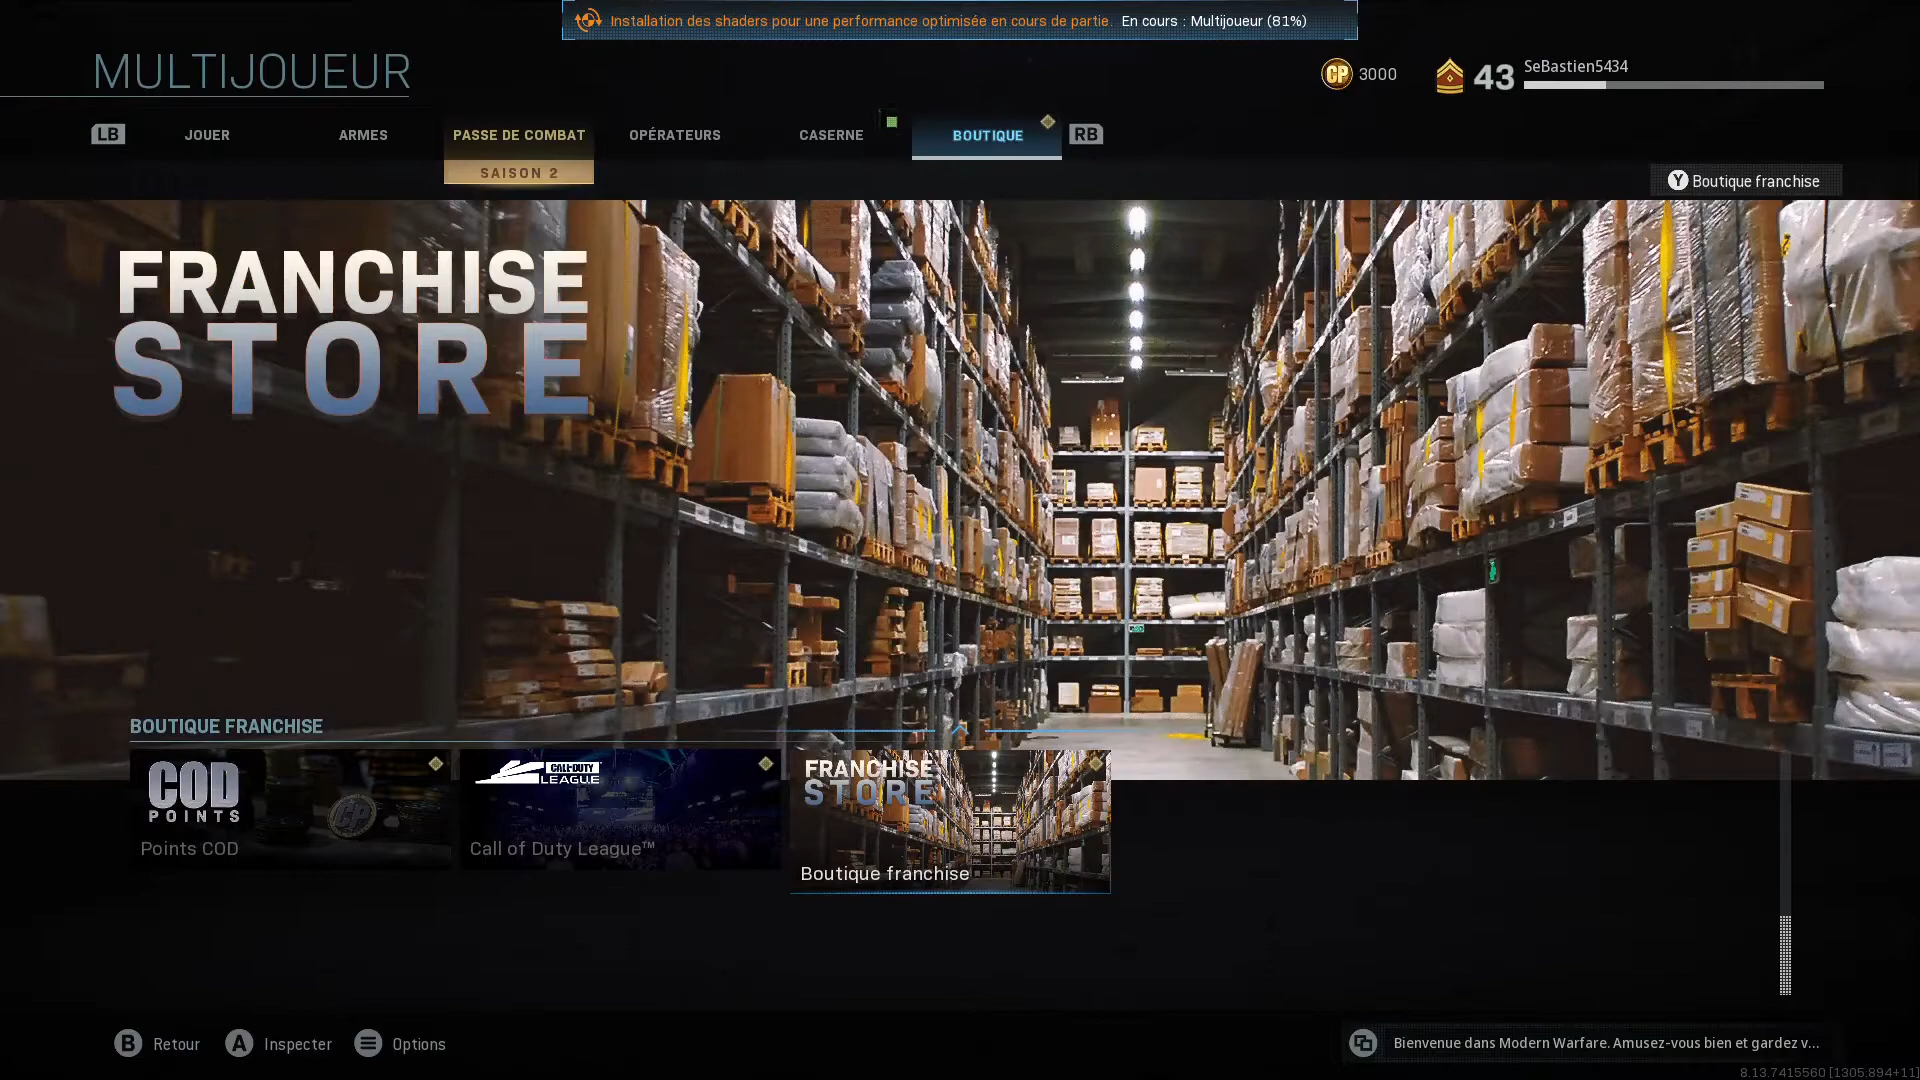 Installation des shaders pour une performance optimisée en cours de partie. En cours : Multijoueur (81%)
MULTIJOUEUR
CP 3000
43
SeBastien5434
LB
JOUER
ARMES
PASSE DE COMBAT
SAISON 2
OPÉRATEURS
CASERNE
BOUTIQUE
RB
Y Boutique franchise
FRANCHISE
STORE
BOUTIQUE FRANCHISE
COD
POINTS
CP
Points COD
CALL OF DUTY
LEAGUE
Call of Duty League™
FRANCHISE
STORE
Boutique franchise
B Retour
A Inspecter
Options
Bienvenue dans Modern Warfare. Amusez-vous bien et gardez v...
8.13.7415560 [1305:894+11]